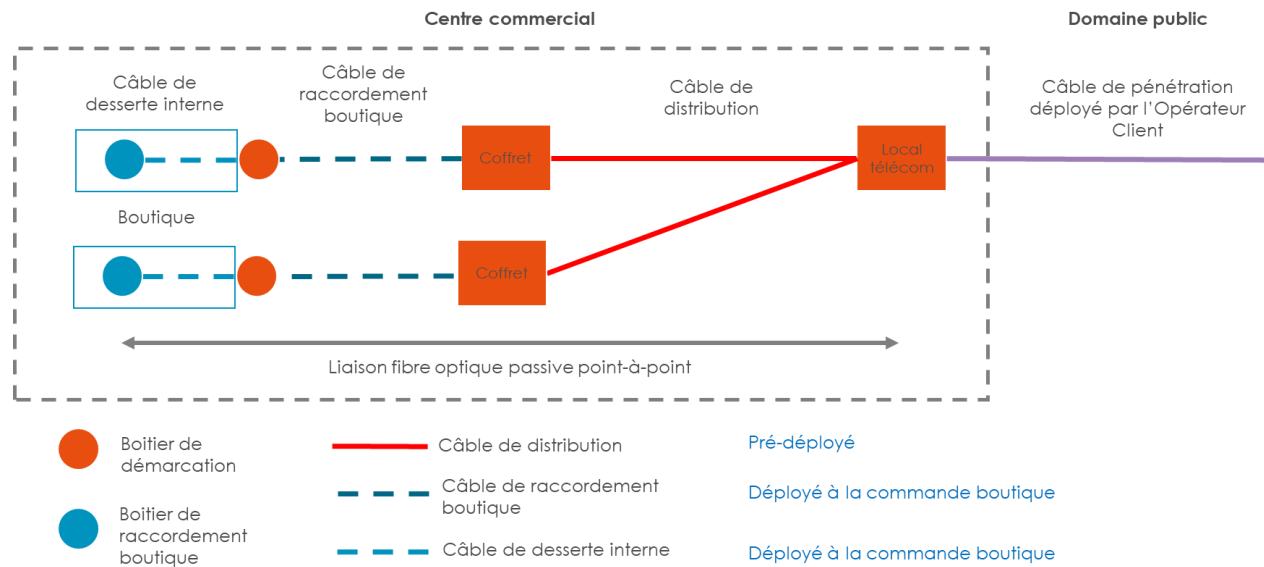 Centre commercial
Domaine public
Câble de
desserte interne
Câble de
raccordement
boutique
Câble de
distribution
Câble de pénétration
déployé par l'Opérateur
Client
Coffret
Local
télécom
Boutique
Coffret
Liaison fibre optique passive point-à-point
Boitier de
démarcation
Câble de distribution
Pré-déployé
Câble de raccordement
boutique
Déployé à la commande boutique
Boitier de
raccordement
boutique
Câble de desserte interne
Déployé à la commande boutique